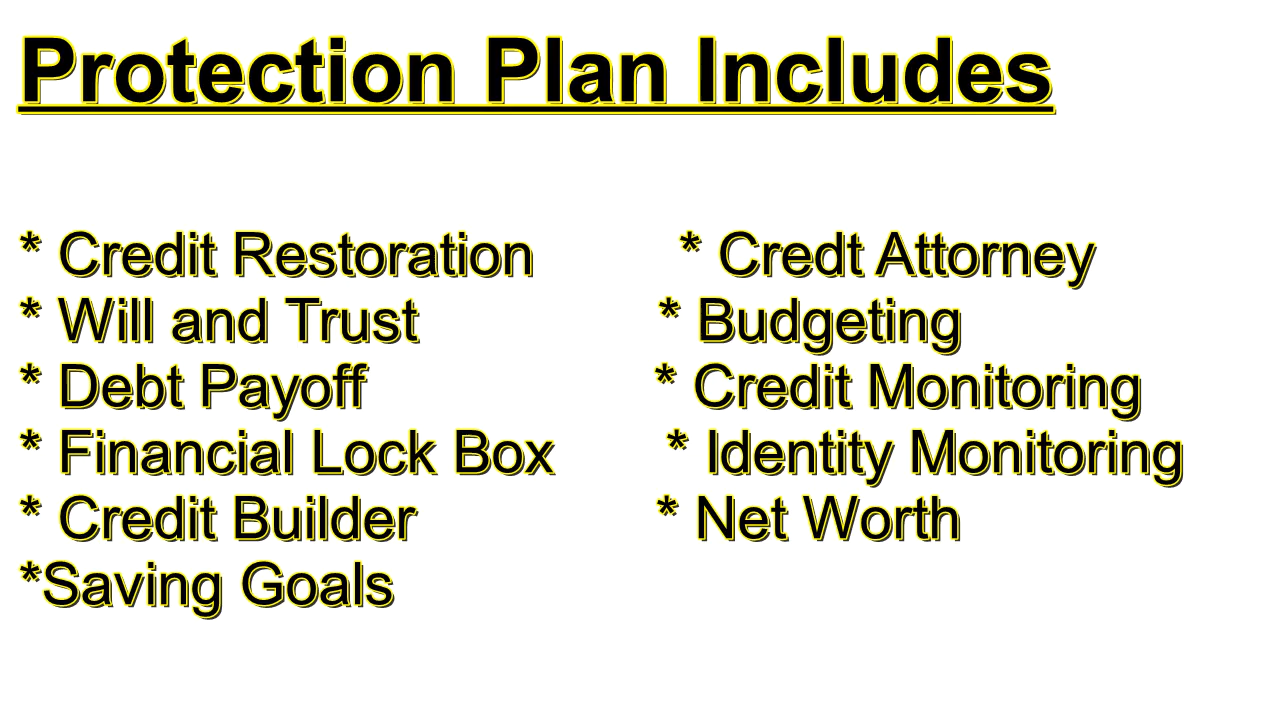 Protection Plan Includes
* Credit Restoration * Credt Attorney
* Will and Trust * Budgeting
* Debt Payoff * Credit Monitoring
* Financial Lock Box * Identity Monitoring
* Credit Builder * Net Worth
*Saving Goals